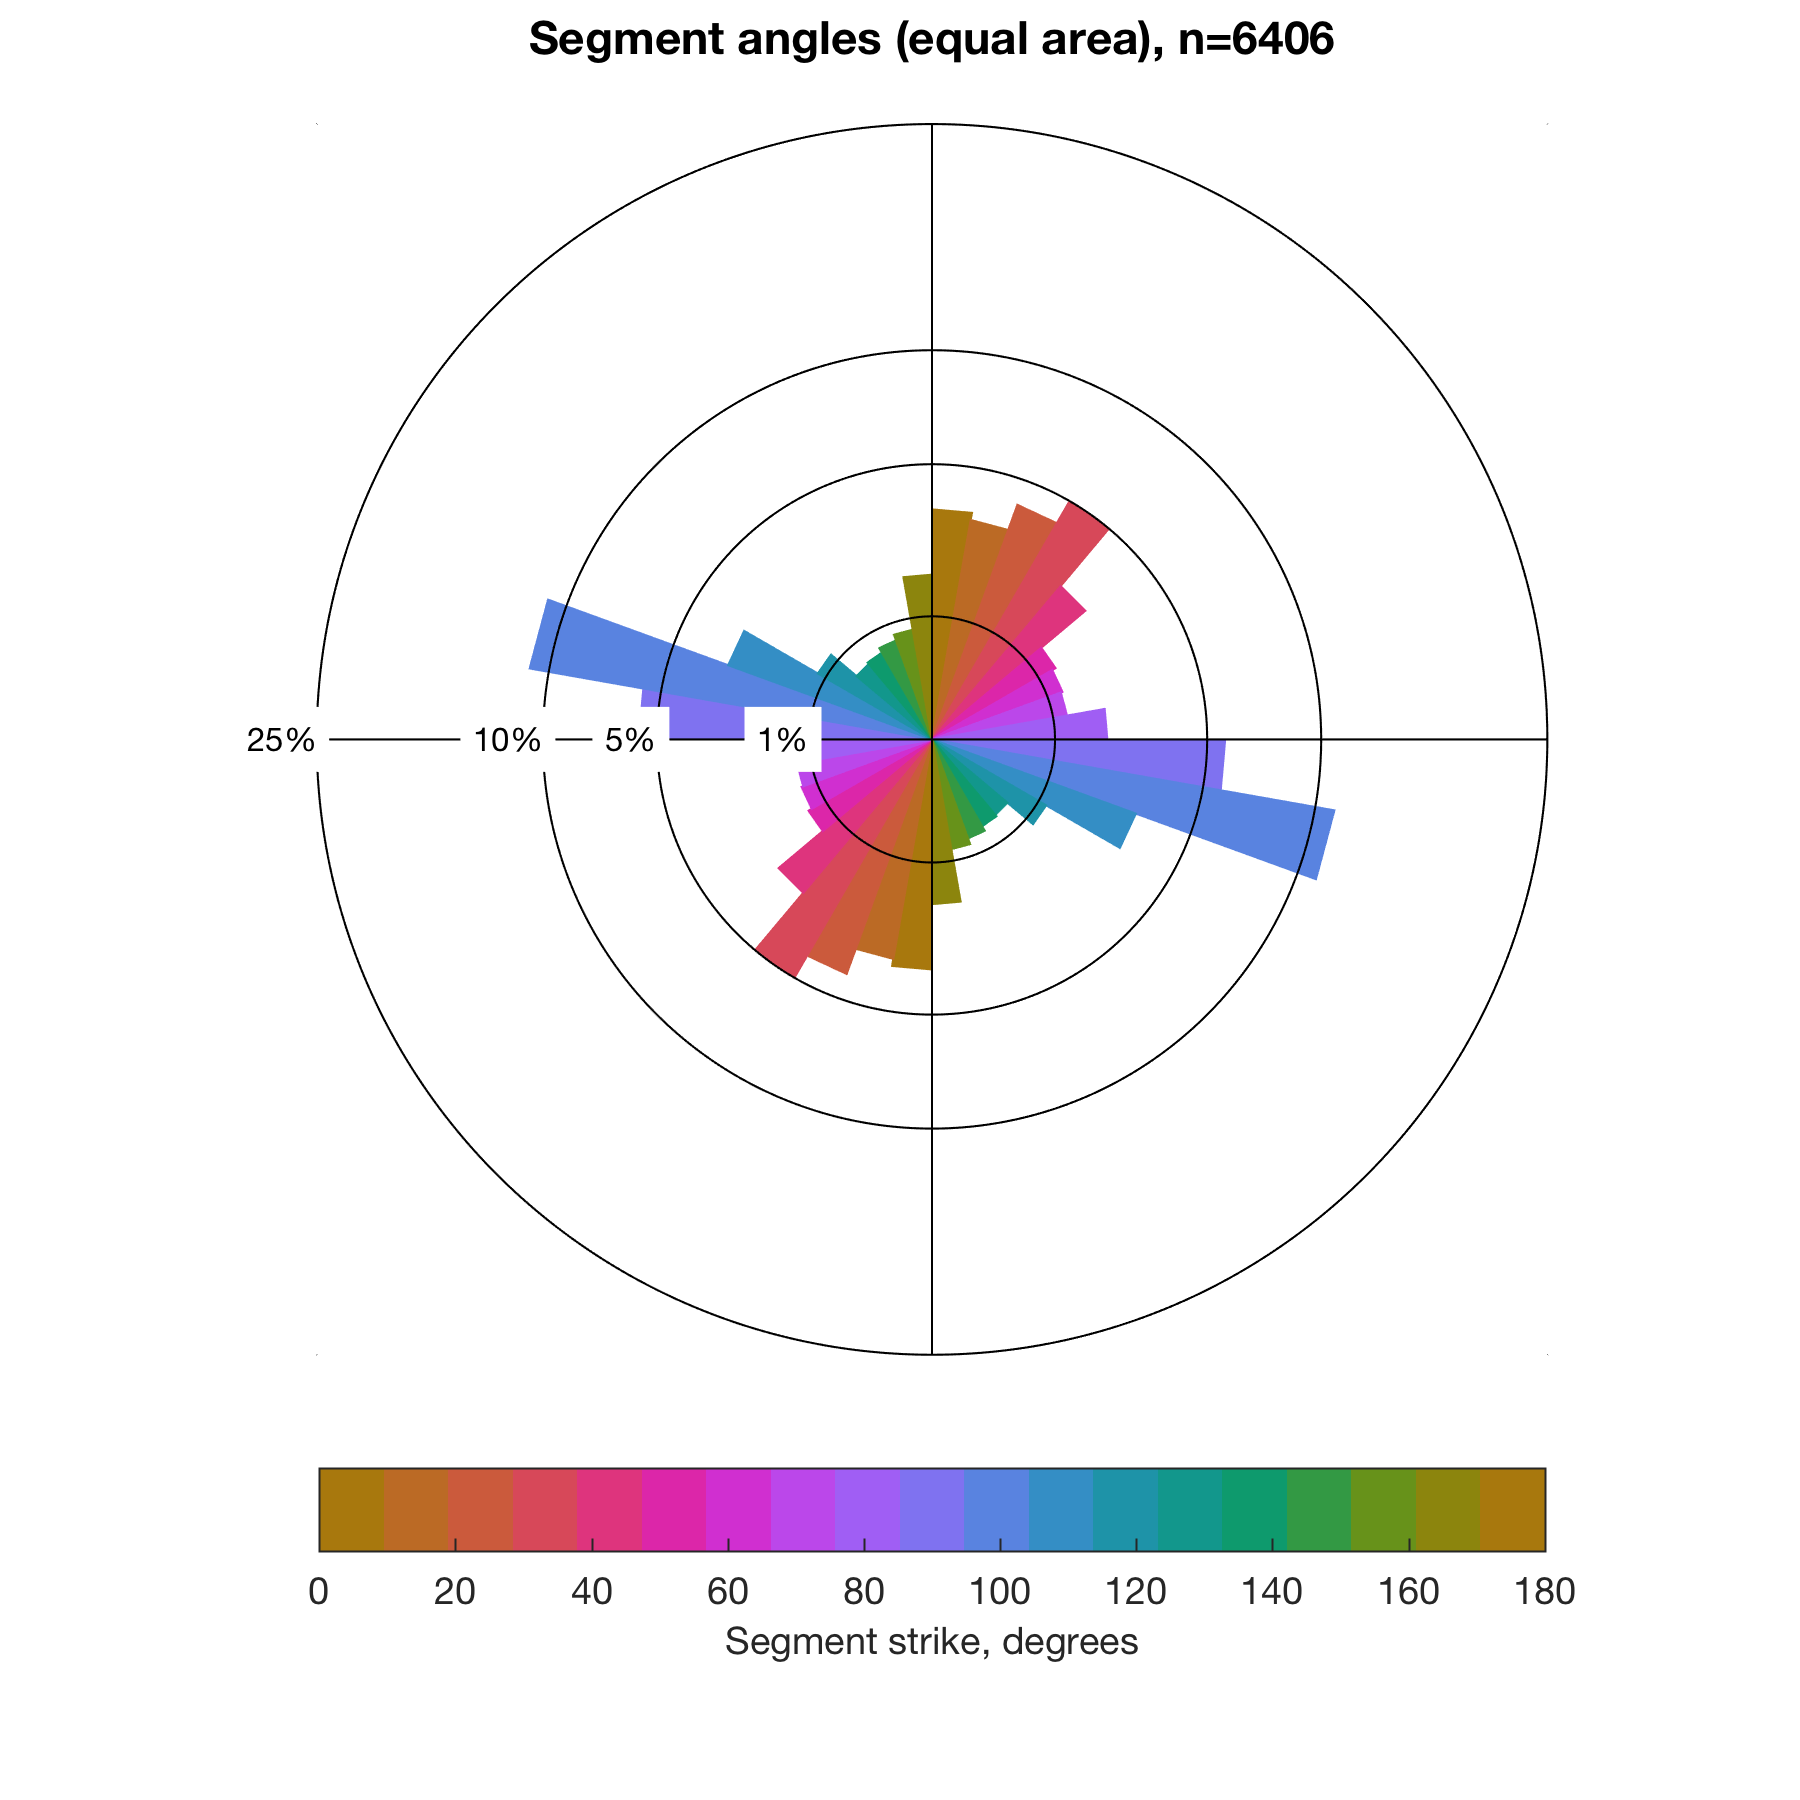 Segment angles (equal area), n=6406
25% 10% 5% 1%
0 20 40 60 80 100 120 140 160 180
Segment strike, degrees